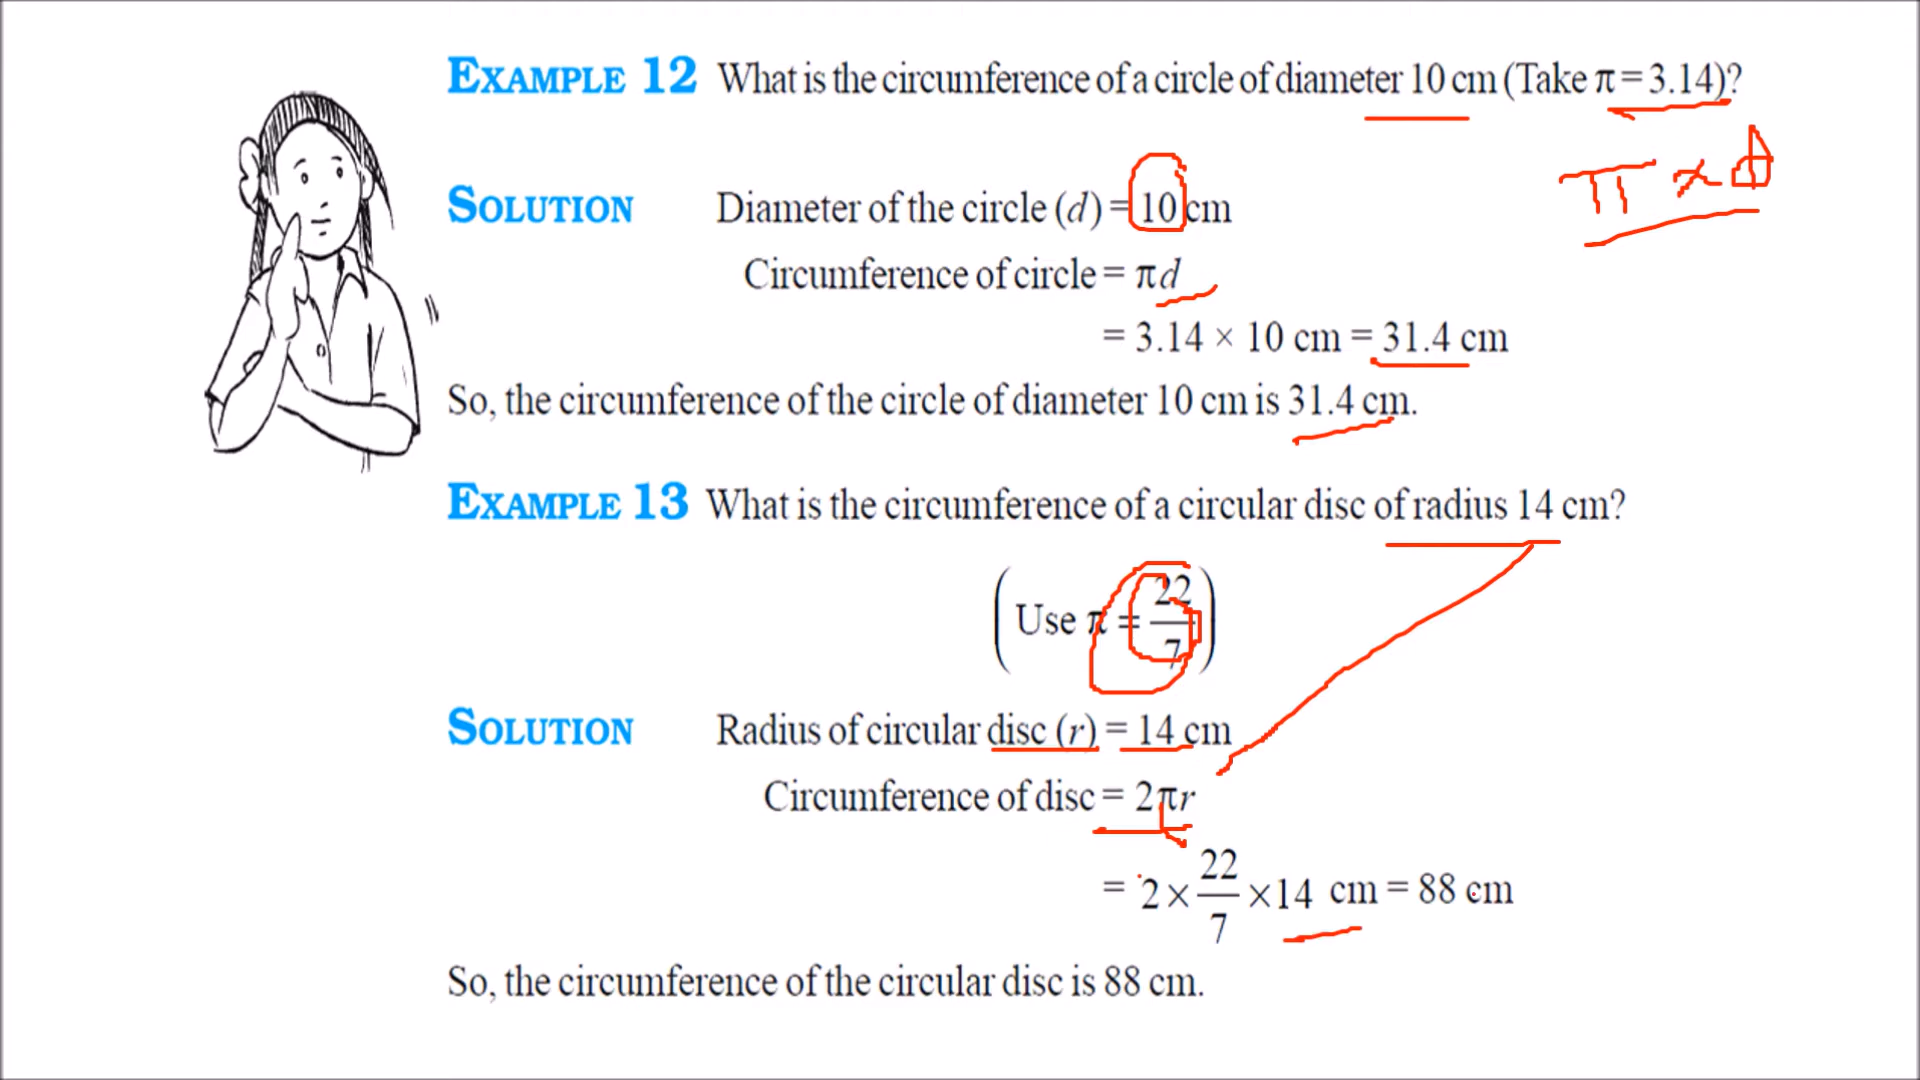 EXAMPLE 12 What is the circumference of a circle of diameter 10 cm (Take π = 3.14)?
π × d
SOLUTION Diameter of the circle (d) = 10 cm
Circumference of circle = πd
= 3.14 × 10 cm = 31.4 cm
So, the circumference of the circle of diameter 10 cm is 31.4 cm.
EXAMPLE 13 What is the circumference of a circular disc of radius 14 cm?
(Use π = 22/7)
SOLUTION Radius of circular disc (r) = 14 cm
Circumference of disc = 2πr
= 2 × 22/7 × 14 cm = 88 cm
So, the circumference of the circular disc is 88 cm.